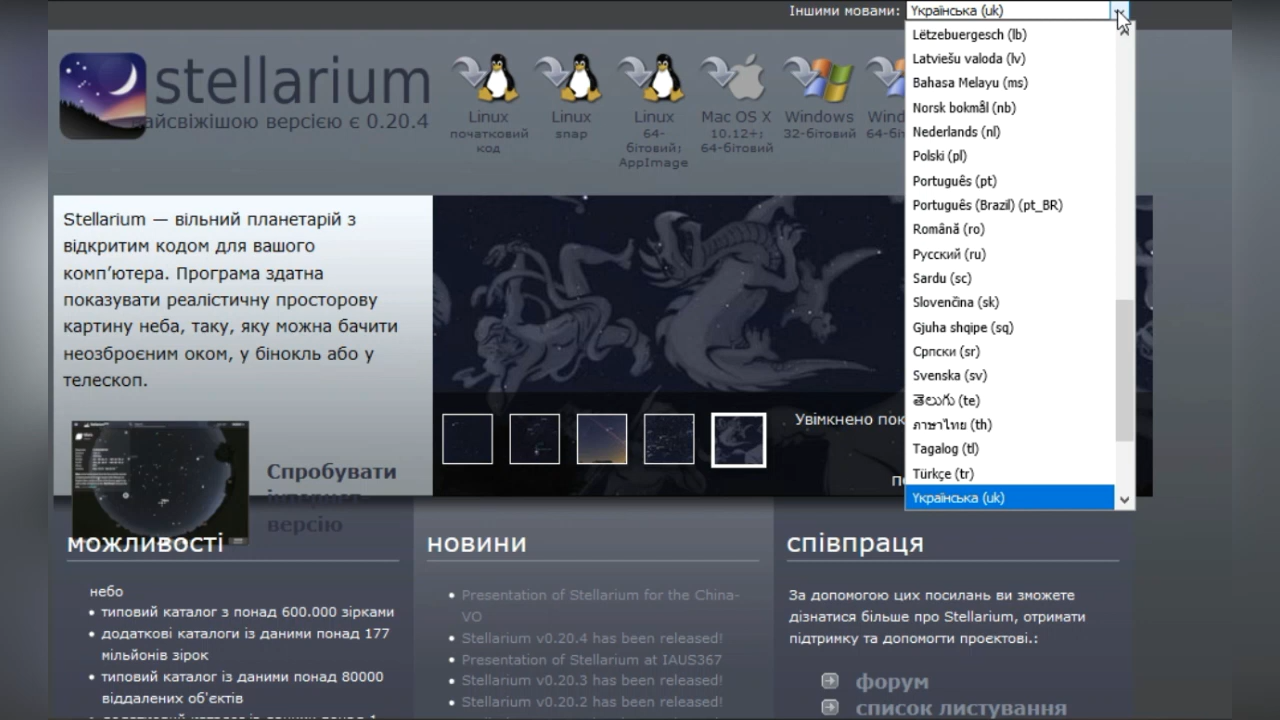 Іншими мовами: Українська (uk)
Lëtzebuergesch (lb)
Latviešu valoda (lv)
Bahasa Melayu (ms)
Norsk bokmål (nb)
Nederlands (nl)
Polski (pl)
Português (pt)
Português (Brazil) (pt_BR)
Română (ro)
Русский (ru)
Sardu (sc)
Slovenčina (sk)
Gjuha shqipe (sq)
Српски (sr)
Svenska (sv)
తెలుగు (te)
ภาษาไทย (th)
Tagalog (tl)
Türkçe (tr)
Українська (uk)
stellarium
найсвіжішою версією є 0.20.4
Linux
початковий
код
Linux
snap
Linux
64-
бітовий;
AppImage
Mac OS X
10.12+;
64-бітовий
Windows
32-бітовий
Wind
64-біт
Stellarium — вільний планетарій з
відкритим кодом для вашого
комп’ютера. Програма здатна
показувати реалістичну просторову
картину неба, таку, яку можна бачити
неозброєним оком, у бінокль або у
телескоп.
Увімкнено пок
Спробувати
версію
можливості
небо
• типовий каталог з понад 600.000 зірками
• додаткові каталоги із даними понад 177
мільйонів зірок
• типовий каталог із даними понад 80000
віддалених об'єктів
новини
• Presentation of Stellarium for the China-
VO
• Stellarium v0.20.4 has been released!
• Presentation of Stellarium at IAUS367
• Stellarium v0.20.3 has been released!
• Stellarium v0.20.2 has been released!
співпраця
За допомогою цих посилань ви зможете
дізнатися більше про Stellarium, отримати
підтримку та допомогти проєктові.:
форум
список листування